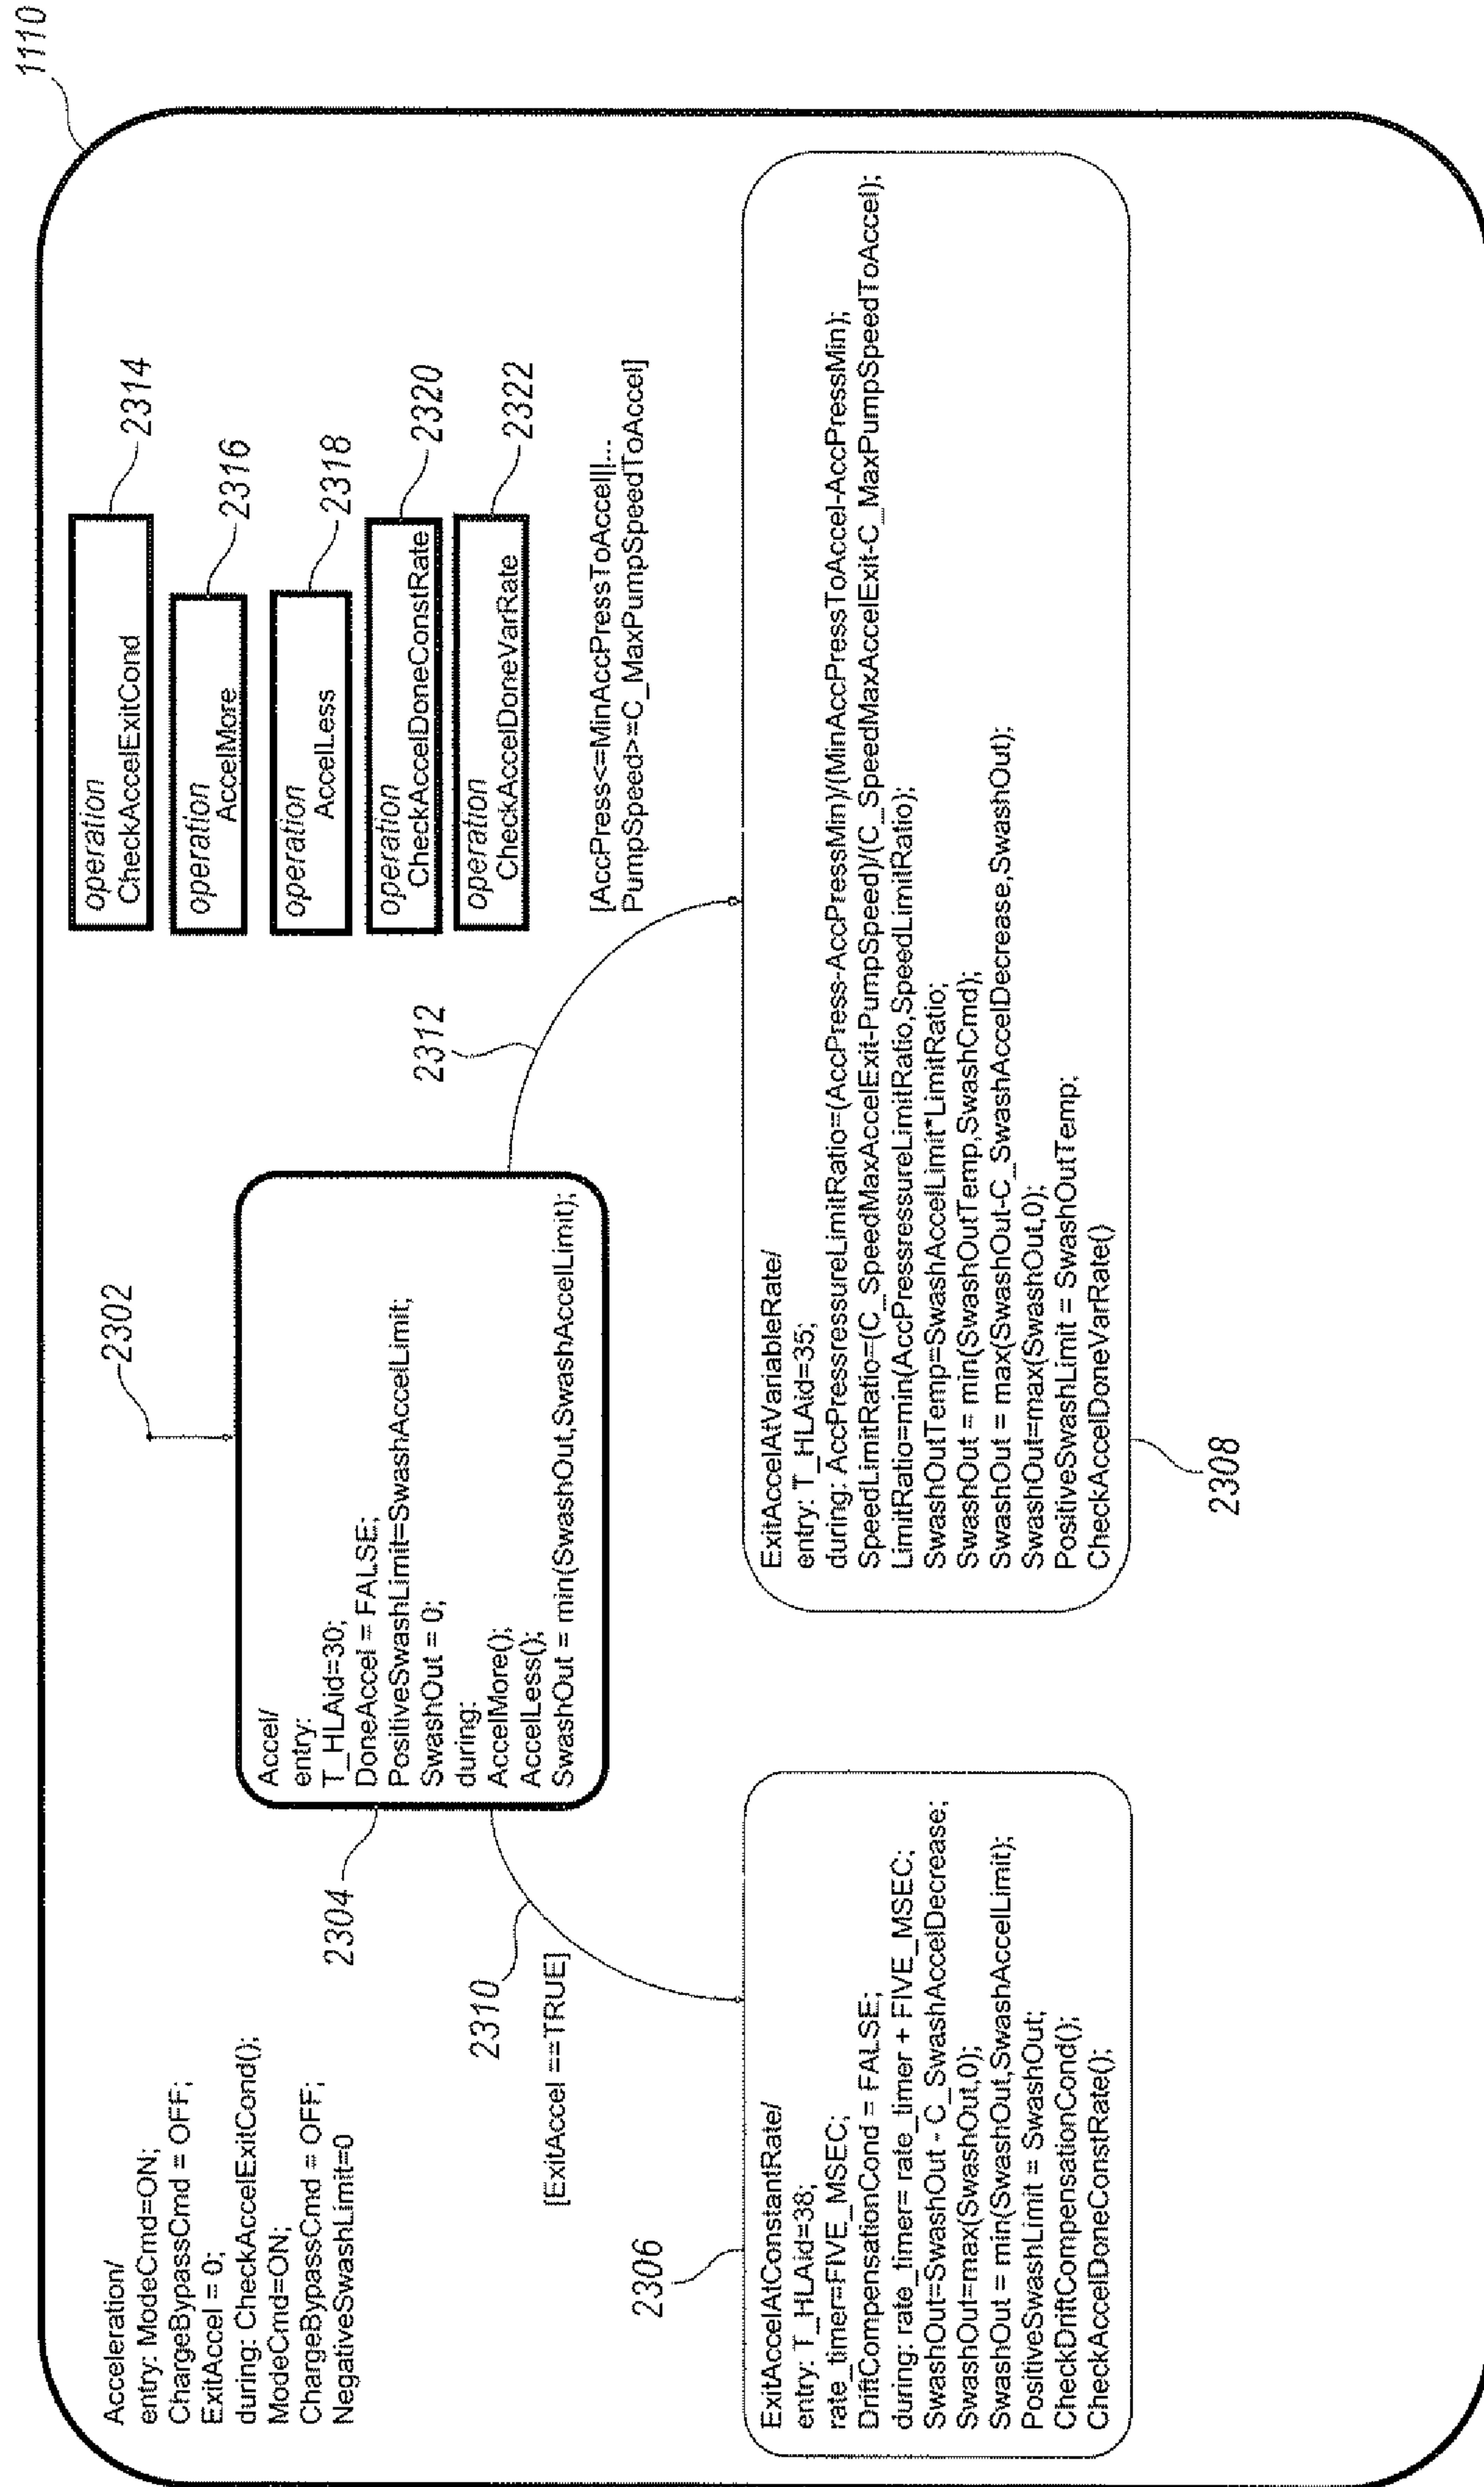 1110
Acceleration/
entry: ModeCmd=ON;
ChargeBypassCmd = OFF;
ExitAccel = 0;
during: CheckAccelExitCond();
ModeCmd=ON;
ChargeBypassCmd = OFF;
NegativeSwashLimit=0
2302
2304
Accel/
entry:
T_HLAid=30;
DoneAccel = FALSE;
PositiveSwashLimit=SwashAccelLimit;
SwashOut = 0;
during:
AccelMore();
AccelLess();
SwashOut = min(SwashOut,SwashAccelLimit);
operation
CheckAccelExitCond
2314
operation
AccelMore
2316
operation
AccelLess
2318
operation
CheckAccelDoneConstRate
2320
operation
CheckAccelDoneVarRate
2322
2310
[ExitAccel ==TRUE]
2312
[AccPress<=MinAccPressToAccel||...
PumpSpeed>=C_MaxPumpSpeedToAccel]
2306
ExitAccelAtConstantRate/
entry: T_HLAid=38;
rate_timer=FIVE_MSEC;
DriftCompensationCond = FALSE;
during: rate_timer= rate_timer + FIVE_MSEC;
SwashOut=SwashOut - C_SwashAccelDecrease;
SwashOut=max(SwashOut,0);
SwashOut = min(SwashOut,SwashAccelLimit);
PositiveSwashLimit = SwashOut;
CheckDriftCompensationCond();
CheckAccelDoneConstRate();
ExitAccelAtVariableRate/
entry: T_HLAid=35;
during: AccPressressureLimitRatio=(AccPress-AccPressMin)/(MinAccPressToAccel-AccPressMin);
SpeedLimitRatio=(C_SpeedMaxAccelExit-PumpSpeed)/(C_SpeedMaxAccelExit-C_MaxPumpSpeedToAccel);
LimitRatio=min(AccPressressureLimitRatio,SpeedLimitRatio);
SwashOutTemp=SwashAccelLimit*LimitRatio;
SwashOut = min(SwashOutTemp,SwashCmd);
SwashOut = max(SwashOut-C_SwashAccelDecrease,SwashOut);
SwashOut=max(SwashOut,0);
PositiveSwashLimit = SwashOutTemp;
CheckAccelDoneVarRate()
2308